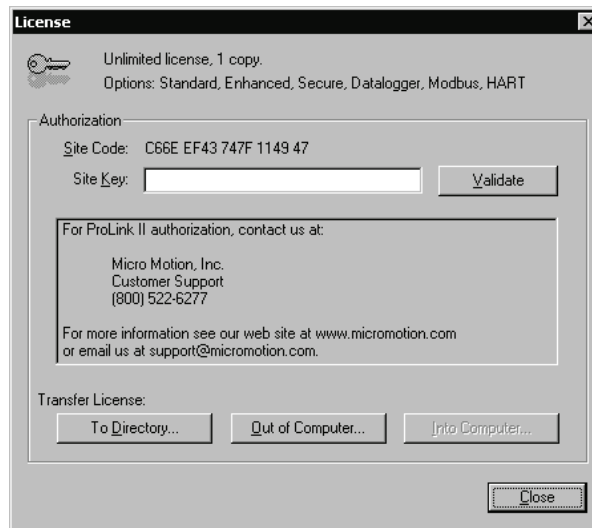 License
Unlimited license, 1 copy.
Options: Standard, Enhanced, Secure, Datalogger, Modbus, HART
Authorization
Site Code: C66E EF43 747F 1149 47
Site Key:
Validate
For ProLink II authorization, contact us at:
Micro Motion, Inc.
Customer Support
(800) 522-6277
For more information see our web site at www.micromotion.com
or email us at support@micromotion.com.
Transfer License:
To Directory... Out of Computer... Into Computer...
Close